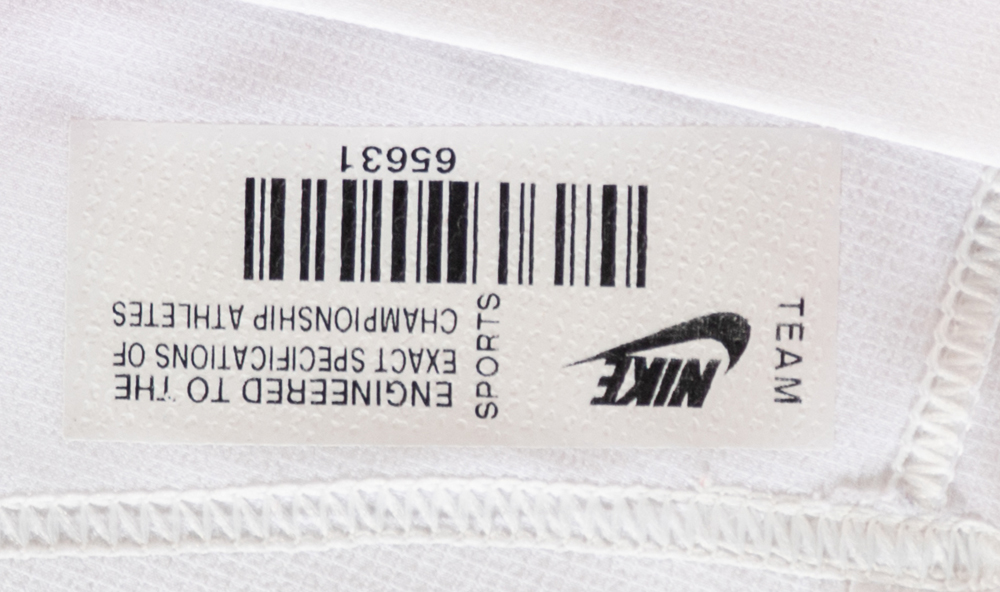 TEAM
NIKE
SPORTS
ENGINEERED TO THE
EXACT SPECIFICATIONS OF
CHAMPIONSHIP ATHLETES
65631